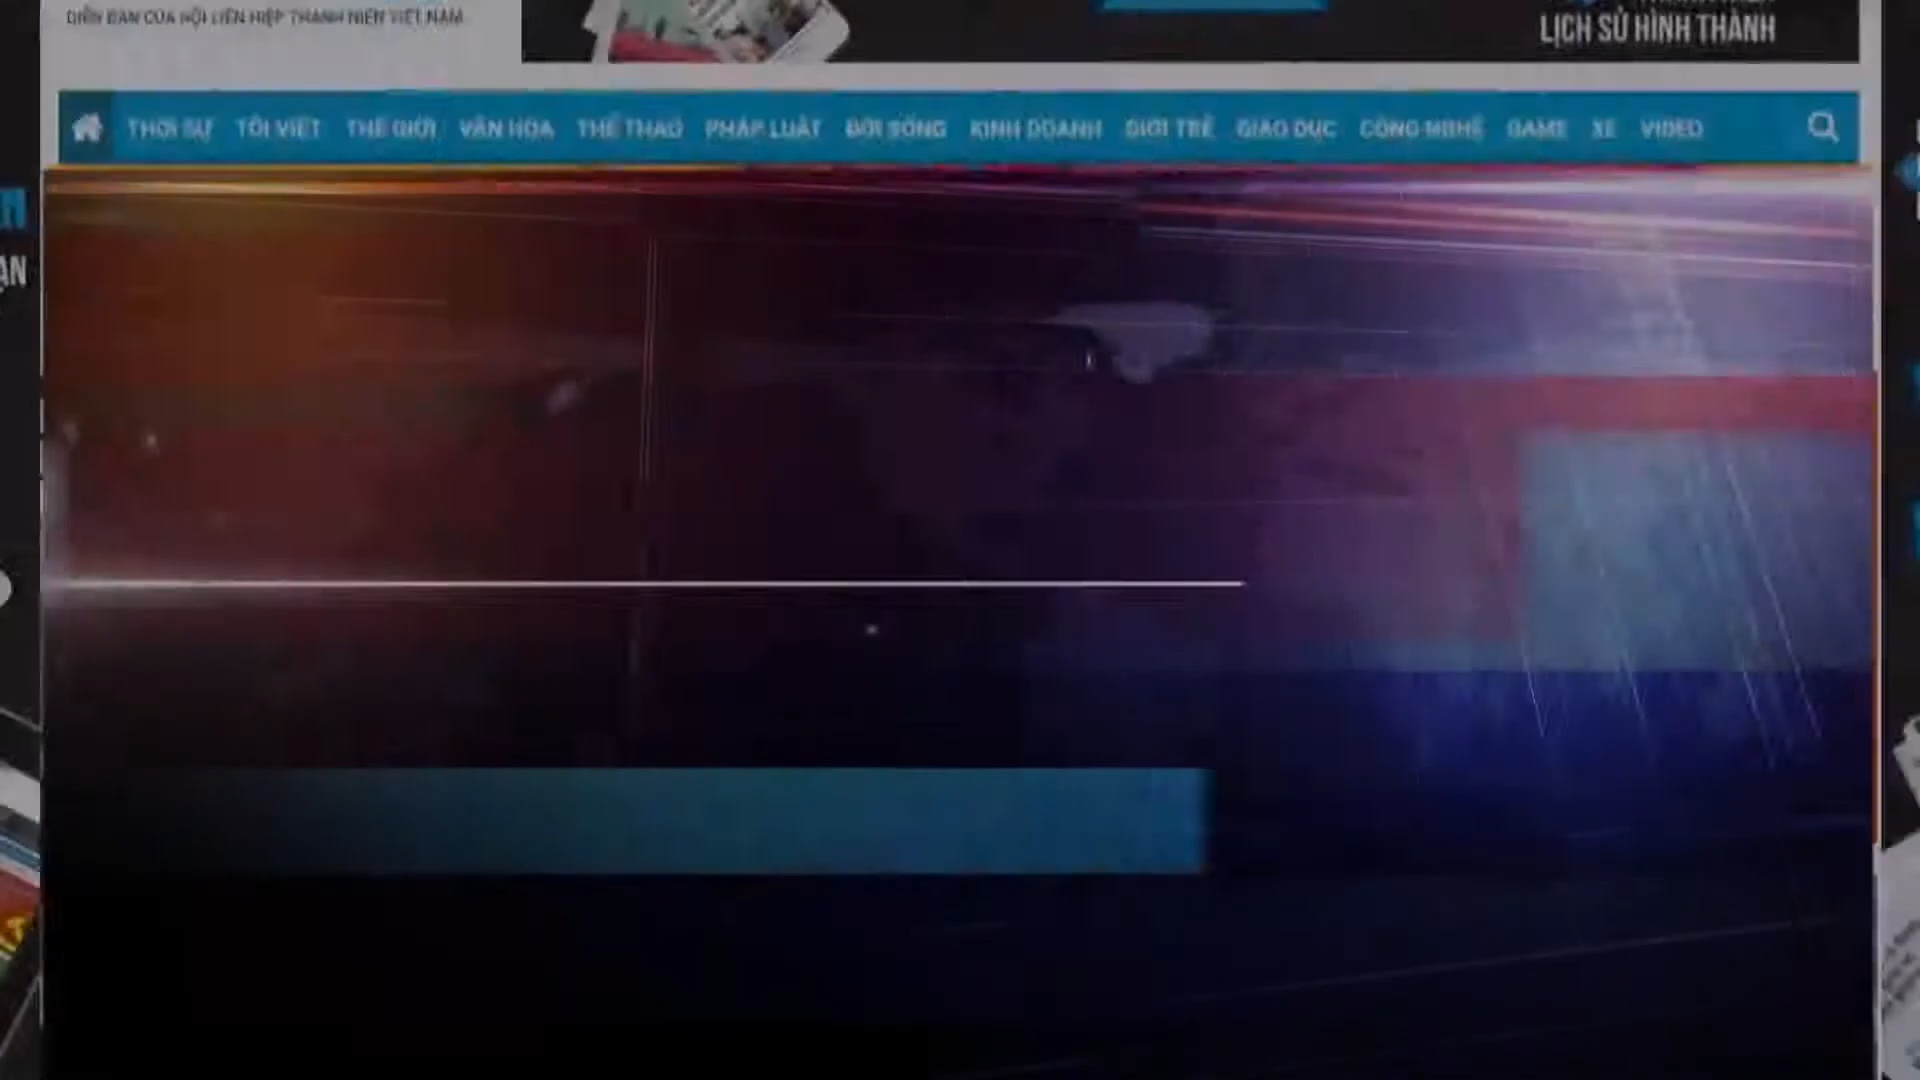 DIỄN ĐÀN CỦA HỘI LIÊN HIỆP THANH NIÊN VIỆT NAM
LỊCH SỬ HÌNH THÀNH
THỜI SỰ TÔI VIẾT THẾ GIỚI VĂN HÓA THỂ THAO PHÁP LUẬT ĐỜI SỐNG KINH DOANH GIỚI TRẺ GIÁO DỤC CÔNG NGHỆ GAME XE VIDEO